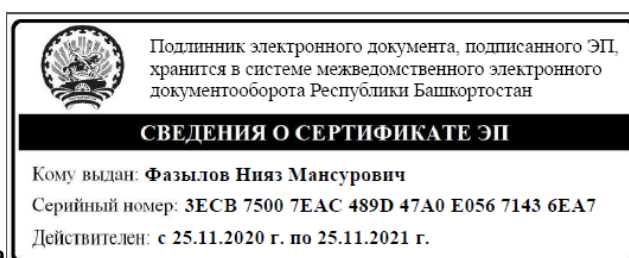 Подлинник электронного документа, подписанного ЭП,
хранится в системе межведомственного электронного
документооборота Республики Башкортостан
СВЕДЕНИЯ О СЕРТИФИКАТЕ ЭП
Кому выдан: Фазылов Нияз Мансурович
Серийный номер: 3ECB 7500 7EAC 489D 47A0 E056 7143 6EA7
Действителен: с 25.11.2020 г. по 25.11.2021 г.